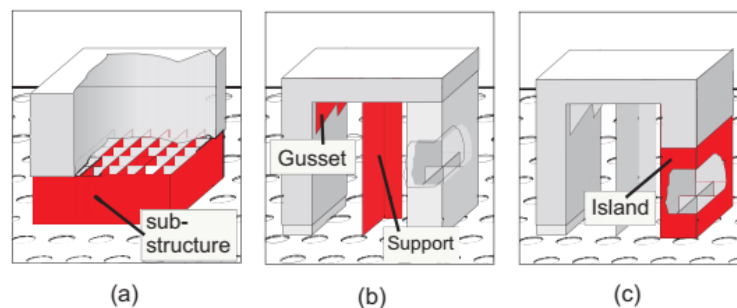 sub-
structure
Gusset
Support
Island
(a)
(b)
(c)